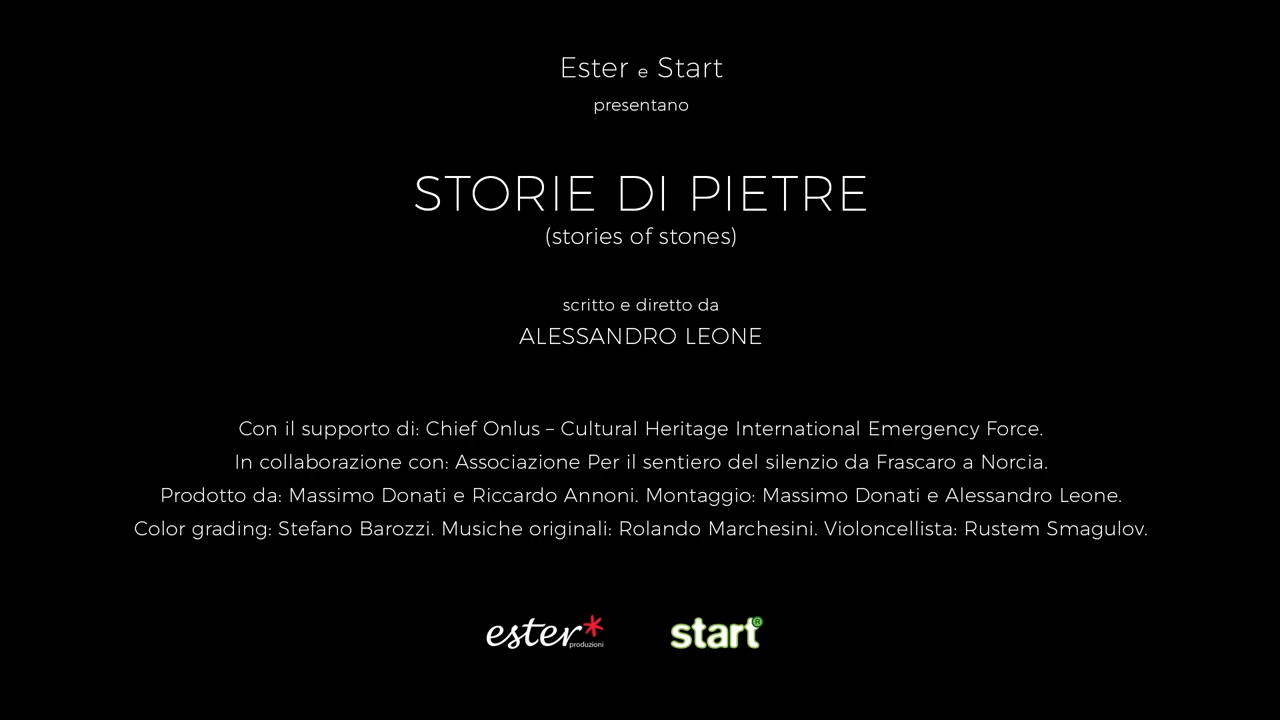 Ester e Start
presentano
STORIE DI PIETRE
(stories of stones)
scritto e diretto da
ALESSANDRO LEONE
Con il supporto di: Chief Onlus – Cultural Heritage International Emergency Force.
In collaborazione con: Associazione Per il sentiero del silenzio da Frascaro a Norcia.
Prodotto da: Massimo Donati e Riccardo Annoni. Montaggio: Massimo Donati e Alessandro Leone.
Color grading: Stefano Barozzi. Musiche originali: Rolando Marchesini. Violoncellista: Rustem Smagulov.
ester* produzioni
start®